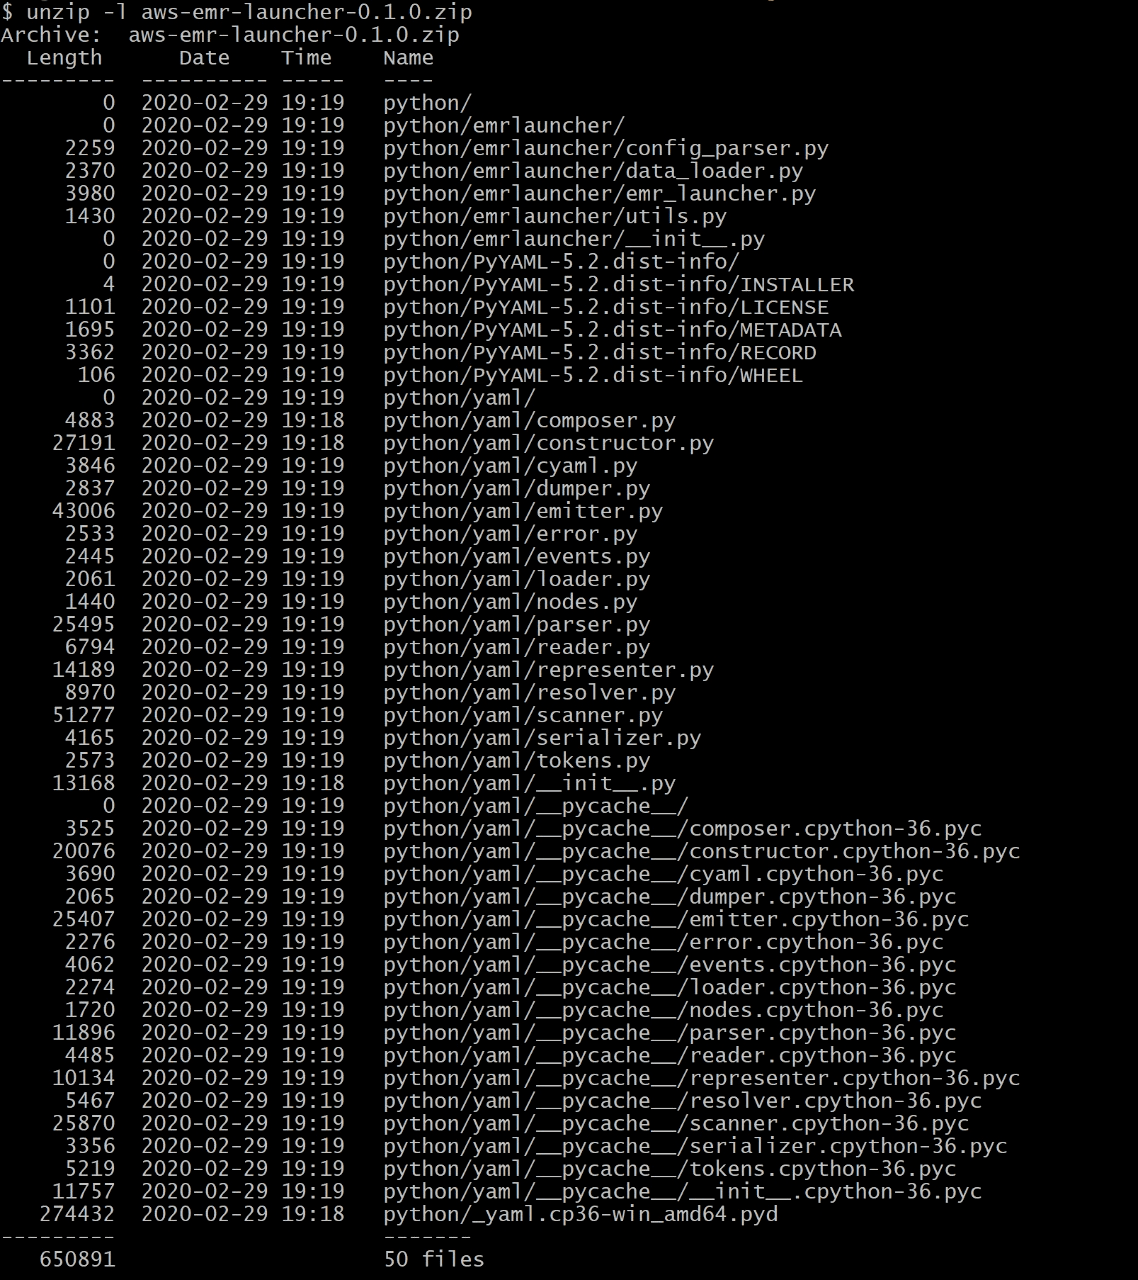 $ unzip -l aws-emr-launcher-0.1.0.zip
Archive:  aws-emr-launcher-0.1.0.zip
  Length      Date    Time    Name
---------  ---------- -----   ----
        0  2020-02-29 19:19   python/
        0  2020-02-29 19:19   python/emrlauncher/
     2259  2020-02-29 19:19   python/emrlauncher/config_parser.py
     2370  2020-02-29 19:19   python/emrlauncher/data_loader.py
     3980  2020-02-29 19:19   python/emrlauncher/emr_launcher.py
     1430  2020-02-29 19:19   python/emrlauncher/utils.py
        0  2020-02-29 19:19   python/emrlauncher/__init__.py
        0  2020-02-29 19:19   python/PyYAML-5.2.dist-info/
        4  2020-02-29 19:19   python/PyYAML-5.2.dist-info/INSTALLER
     1101  2020-02-29 19:19   python/PyYAML-5.2.dist-info/LICENSE
     1695  2020-02-29 19:19   python/PyYAML-5.2.dist-info/METADATA
     3362  2020-02-29 19:19   python/PyYAML-5.2.dist-info/RECORD
      106  2020-02-29 19:19   python/PyYAML-5.2.dist-info/WHEEL
        0  2020-02-29 19:19   python/yaml/
     4883  2020-02-29 19:18   python/yaml/composer.py
    27191  2020-02-29 19:18   python/yaml/constructor.py
     3846  2020-02-29 19:19   python/yaml/cyaml.py
     2837  2020-02-29 19:19   python/yaml/dumper.py
    43006  2020-02-29 19:19   python/yaml/emitter.py
     2533  2020-02-29 19:19   python/yaml/error.py
     2445  2020-02-29 19:19   python/yaml/events.py
     2061  2020-02-29 19:19   python/yaml/loader.py
     1440  2020-02-29 19:19   python/yaml/nodes.py
    25495  2020-02-29 19:19   python/yaml/parser.py
     6794  2020-02-29 19:19   python/yaml/reader.py
    14189  2020-02-29 19:19   python/yaml/representer.py
     8970  2020-02-29 19:19   python/yaml/resolver.py
    51277  2020-02-29 19:19   python/yaml/scanner.py
     4165  2020-02-29 19:19   python/yaml/serializer.py
     2573  2020-02-29 19:19   python/yaml/tokens.py
    13168  2020-02-29 19:18   python/yaml/__init__.py
        0  2020-02-29 19:19   python/yaml/__pycache__/
     3525  2020-02-29 19:19   python/yaml/__pycache__/composer.cpython-36.pyc
    20076  2020-02-29 19:19   python/yaml/__pycache__/constructor.cpython-36.pyc
     3690  2020-02-29 19:19   python/yaml/__pycache__/cyaml.cpython-36.pyc
     2065  2020-02-29 19:19   python/yaml/__pycache__/dumper.cpython-36.pyc
    25407  2020-02-29 19:19   python/yaml/__pycache__/emitter.cpython-36.pyc
     2276  2020-02-29 19:19   python/yaml/__pycache__/error.cpython-36.pyc
     4062  2020-02-29 19:19   python/yaml/__pycache__/events.cpython-36.pyc
     2274  2020-02-29 19:19   python/yaml/__pycache__/loader.cpython-36.pyc
     1720  2020-02-29 19:19   python/yaml/__pycache__/nodes.cpython-36.pyc
    11896  2020-02-29 19:19   python/yaml/__pycache__/parser.cpython-36.pyc
     4485  2020-02-29 19:19   python/yaml/__pycache__/reader.cpython-36.pyc
    10134  2020-02-29 19:19   python/yaml/__pycache__/representer.cpython-36.pyc
     5467  2020-02-29 19:19   python/yaml/__pycache__/resolver.cpython-36.pyc
    25870  2020-02-29 19:19   python/yaml/__pycache__/scanner.cpython-36.pyc
     3356  2020-02-29 19:19   python/yaml/__pycache__/serializer.cpython-36.pyc
     5219  2020-02-29 19:19   python/yaml/__pycache__/tokens.cpython-36.pyc
    11757  2020-02-29 19:19   python/yaml/__pycache__/__init__.cpython-36.pyc
   274432  2020-02-29 19:18   python/_yaml.cp36-win_amd64.pyd
---------                     -------
   650891                     50 files